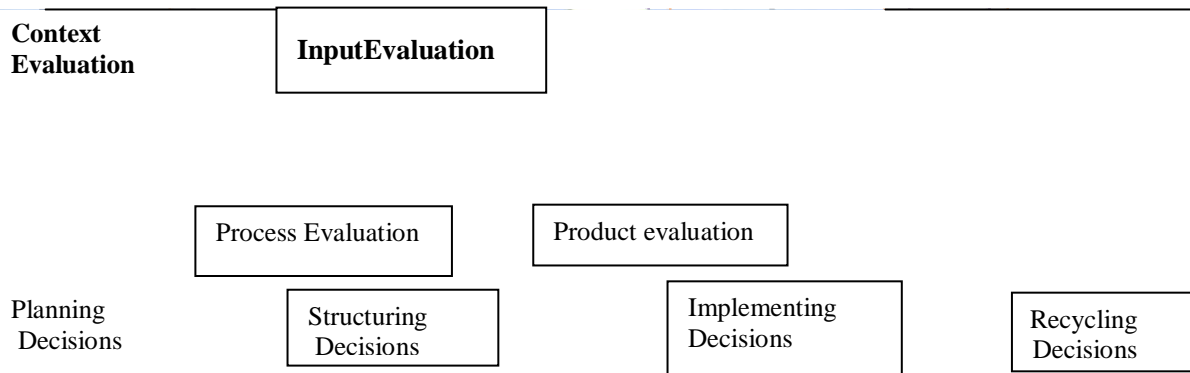 Context
Evaluation
InputEvaluation
Process Evaluation
Product evaluation
Planning
Decisions
Structuring
Decisions
Implementing
Decisions
Recycling
Decisions